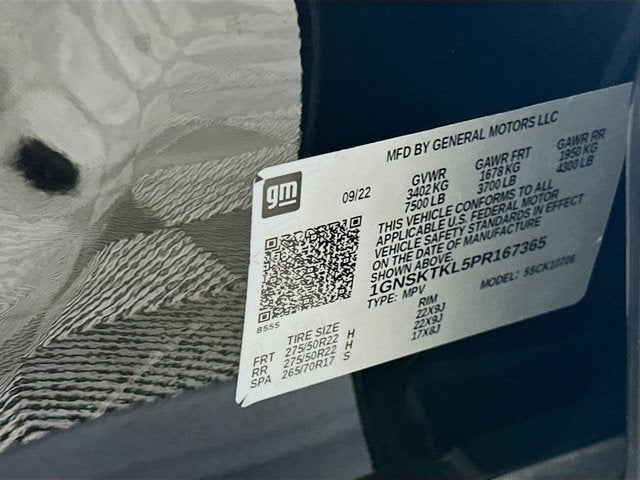 MFD BY GENERAL MOTORS LLC
gm
09/22
GVWR GAWR FRT GAWR RR
3402 KG 1678 KG 1950 KG
7500 LB 3700 LB 4300 LB
THIS VEHICLE CONFORMS TO ALL
APPLICABLE U.S. FEDERAL MOTOR
VEHICLE SAFETY STANDARDS IN EFFECT
ON THE DATE OF MANUFACTURE
SHOWN ABOVE.
1GNSKTKL5PR167365
TYPE: MPV MODEL: 5SCK10706
8555
TIRE SIZE RIM
FRT 275/50R22 H 22X9J
RR 275/50R22 H 22X9J
SPA 265/70R17 S 17X8J